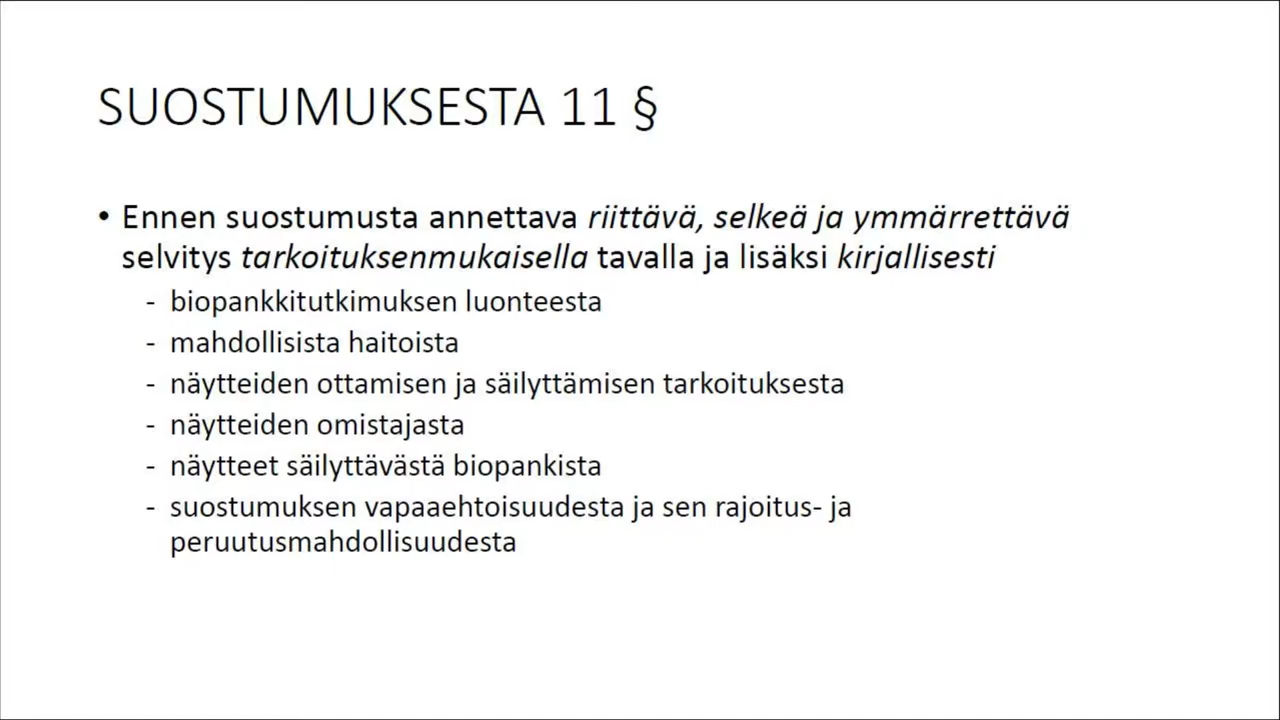 SUOSTUMUKSESTA 11 §
• Ennen suostumusta annettava riittävä, selkeä ja ymmärrettävä
selvitys tarkoituksenmukaisella tavalla ja lisäksi kirjallisesti
- biopankkitutkimuksen luonteesta
- mahdollisista haitoista
- näytteiden ottamisen ja säilyttämisen tarkoituksesta
- näytteiden omistajasta
- näytteet säilyttävästä biopankista
- suostumuksen vapaaehtoisuudesta ja sen rajoitus- ja
peruutusmahdollisuudesta